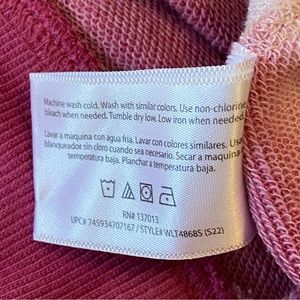 Machine wash cold. Wash with similar colors. Use non-chlorine
bleach when needed. Tumble dry low. Low iron when needed.
Lavar a maquina con agua fria. Lavar con colores similares. Usar
blanqueador sin cloro cuando sea necesario. Secar a maquina
temperatura baja. Planchar a temperatura baja.
RN# 137013
UPC# 745934707167 / STYLE# WLT4868S (S22)